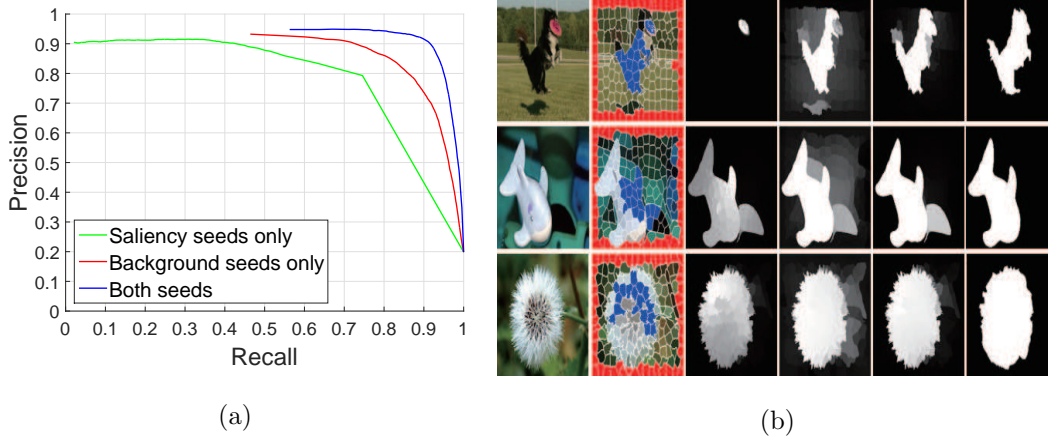 1
0.9
0.8
0.7
0.6
0.5
0.4
0.3
0.2
0.1
0
Precision
Saliency seeds only
Background seeds only
Both seeds
0 0.1 0.2 0.3 0.4 0.5 0.6 0.7 0.8 0.9 1
Recall
(a)
(b)